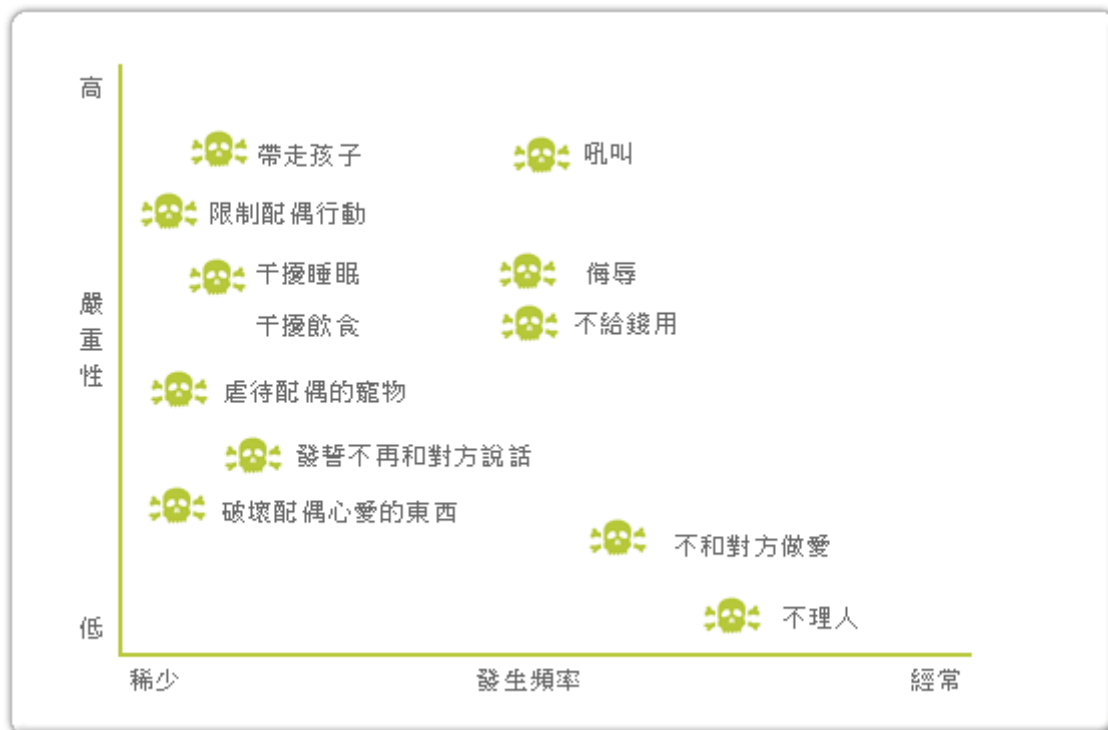 高
帶走孩子
吼叫
限制配偶行動
干擾睡眠
侮辱
嚴重性
干擾飲食
不給錢用
虐待配偶的寵物
發誓不再和對方說話
破壞配偶心愛的東西
不和對方做愛
不理人
低
稀少
發生頻率
經常